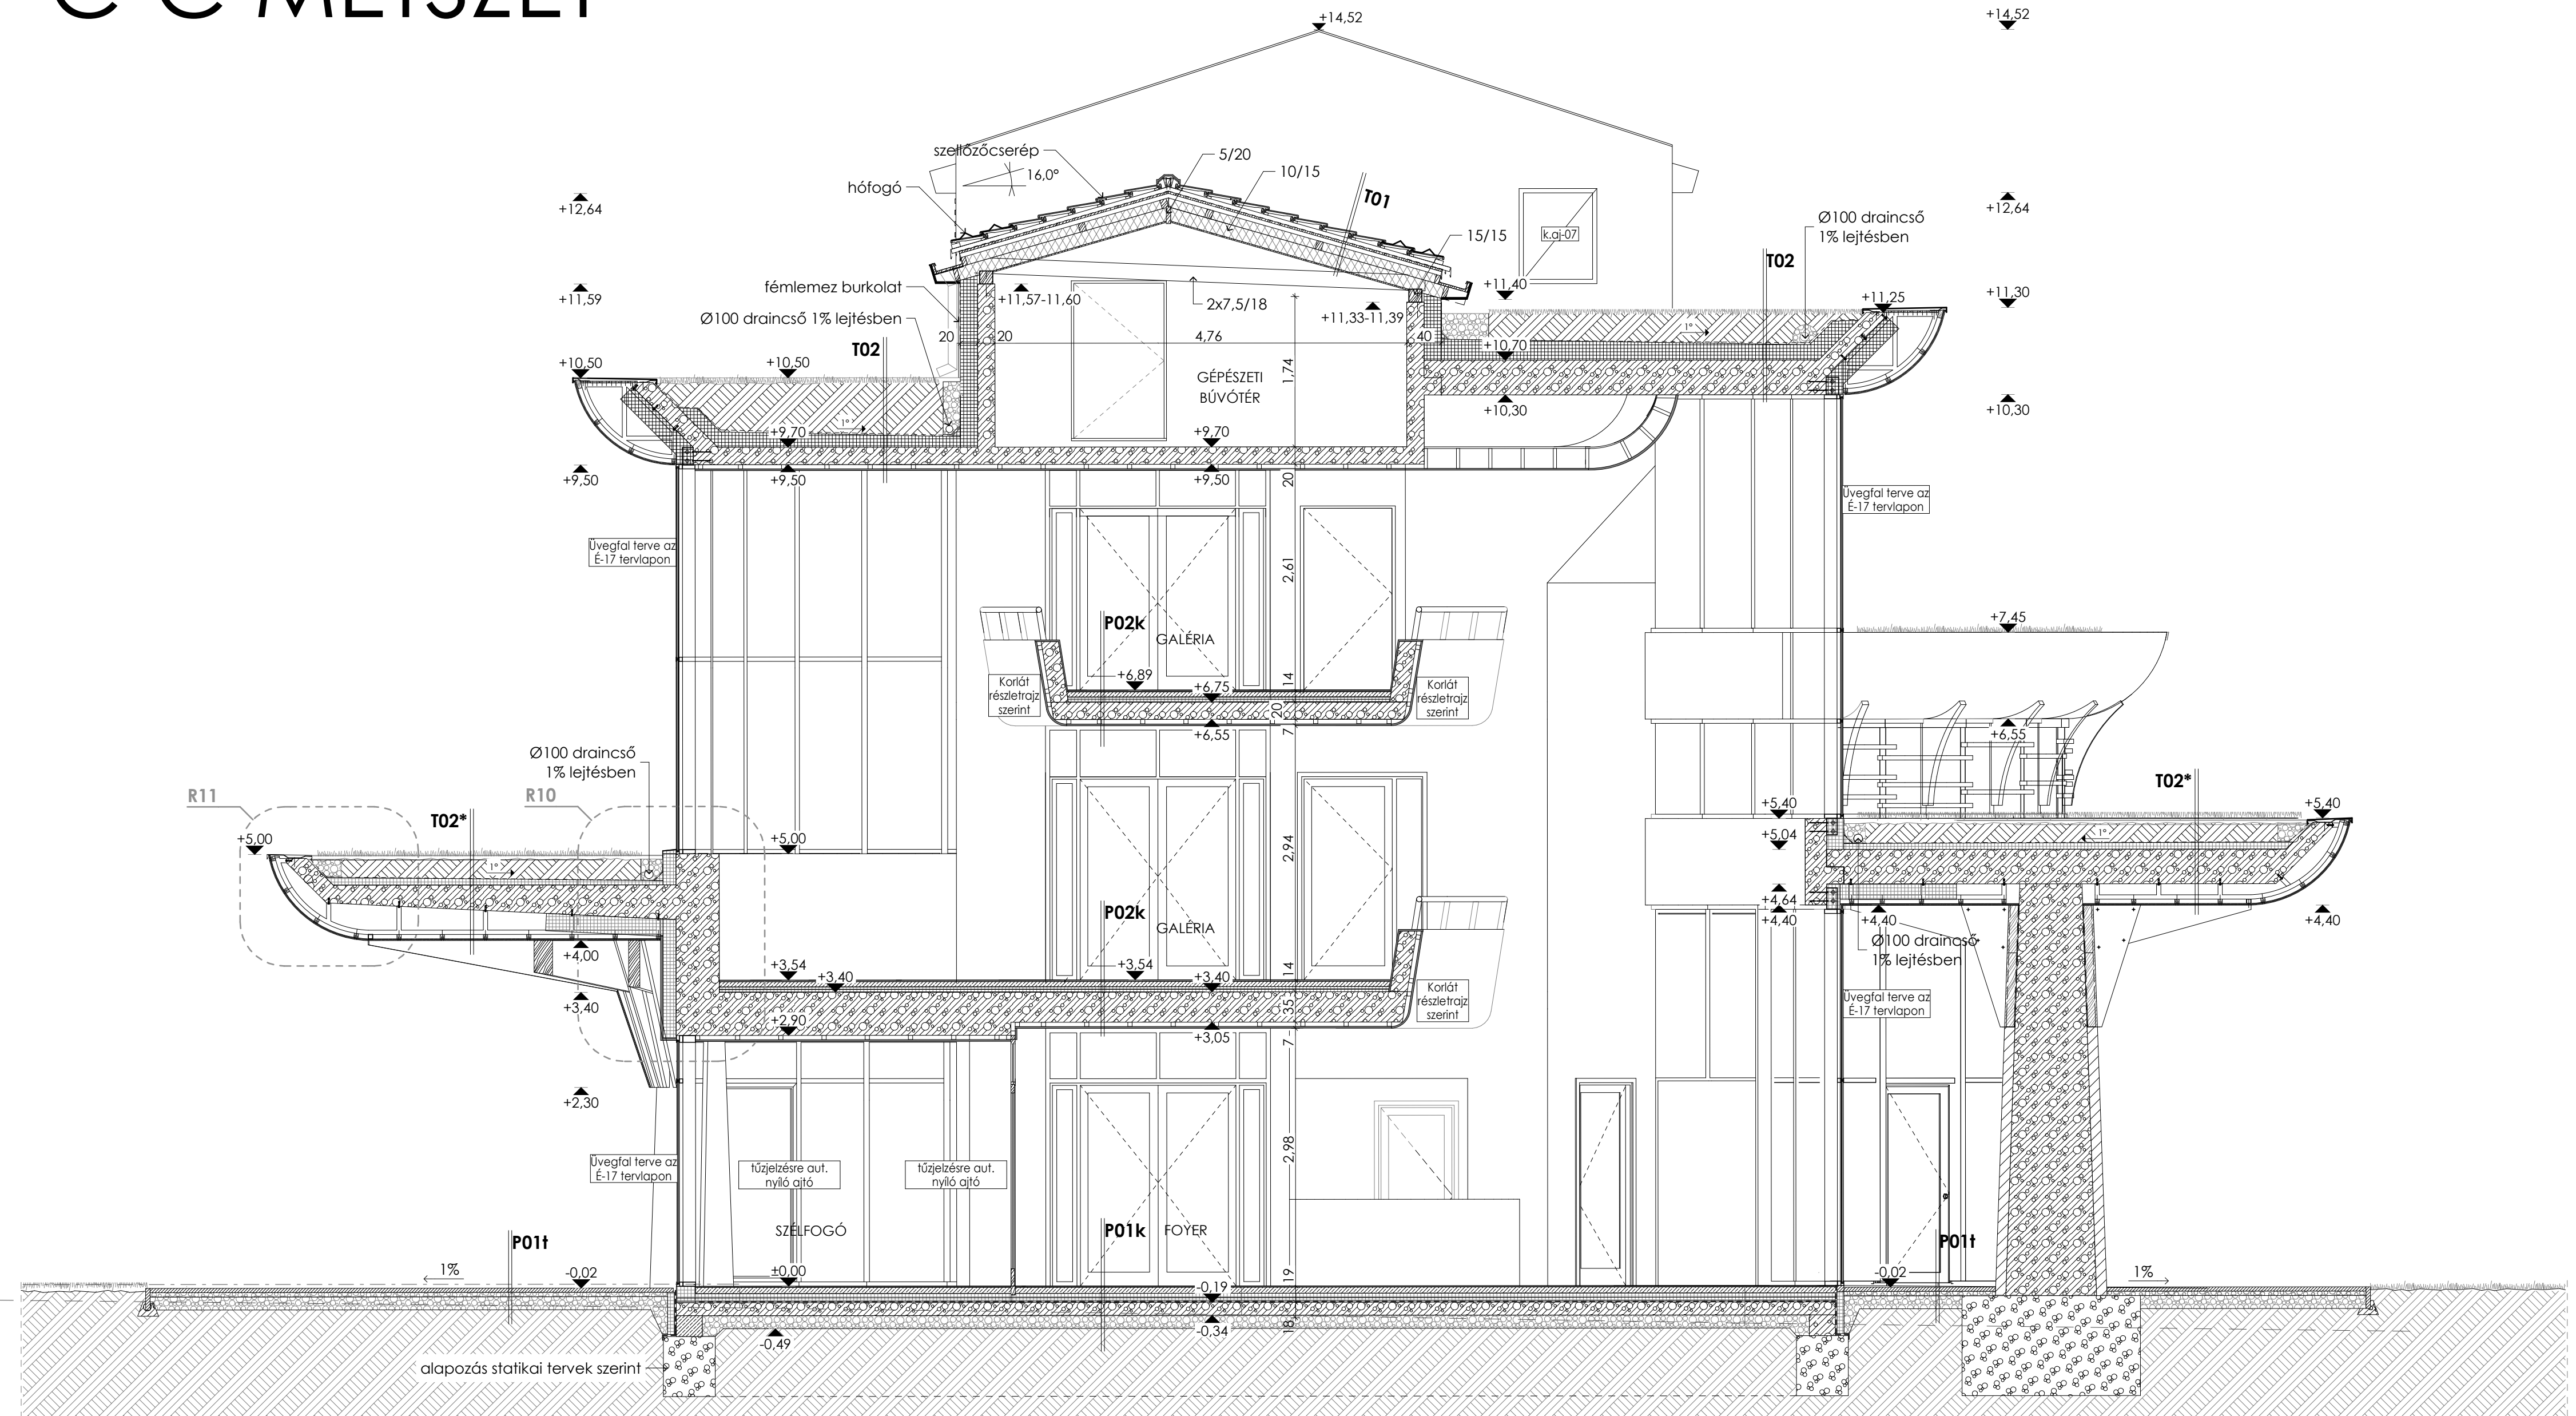 C-C METSZET
+14,52
+14,52
szellőzőcserép
16,0°
5/20
10/15
T01
hófogó
+12,64
+12,64
k.aj-07
Ø100 draincső
1% lejtésben
15/15
T02
fémlemez burkolat
+11,59
+11,57-11,60
2x7,5/18
+11,33-11,39
+11,40
+11,25
+11,30
Ø100 draincső 1% lejtésben
20
20
4,76
40
T02
+10,70
1°
+10,50
+10,50
1,74
GÉPÉSZETI
BÚVÓTÉR
+10,30
+10,30
1°
+9,70
+9,70
+9,50
+9,50
+9,50
20
Üvegfal terve az
É-17 tervlapon
Üvegfal terve az
É-17 tervlapon
2,61
P02k
GALÉRIA
+7,45
+6,89
+6,75
14
Korlát
részletrajz
szerint
Korlát
részletrajz
szerint
20
+6,55
7
+6,55
Ø100 draincső
1% lejtésben
R11
R10
T02*
T02*
+5,00
+5,00
+5,40
+5,40
+5,04
1°
1°
2,94
+4,64
+4,40
+4,40
+4,40
P02k
GALÉRIA
Ø100 draincső
1% lejtésben
+4,00
+3,54
+3,40
+3,54
+3,40
14
+3,40
35
Korlát
részletrajz
szerint
Üvegfal terve az
É-17 tervlapon
+2,90
+3,05
7
+2,30
2,98
Üvegfal terve az
É-17 tervlapon
tűzjelzésre aut.
nyíló ajtó
tűzjelzésre aut.
nyíló ajtó
SZÉLFOGÓ
P01k
FOYER
P01t
P01t
1%
-0,02
±0,00
-0,19
19
-0,02
1%
-0,49
-0,34
18
alapozás statikai tervek szerint